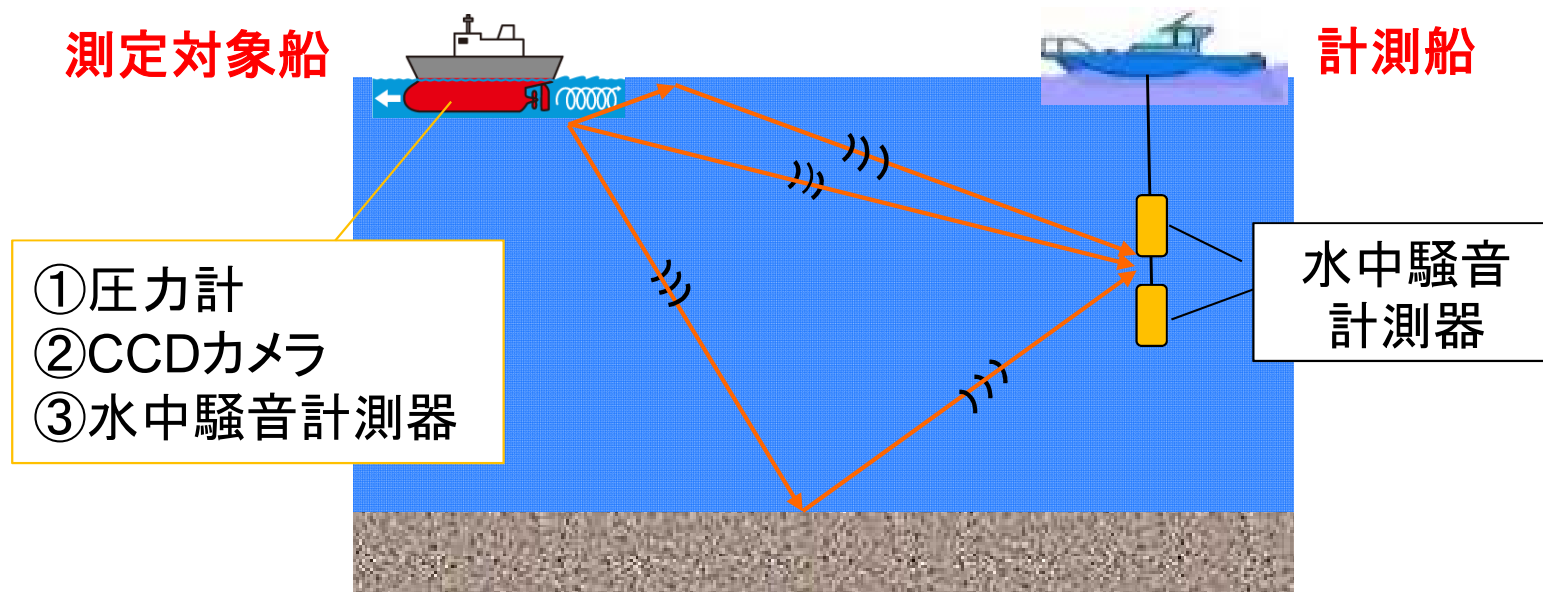 測定対象船
計測船
①圧力計
②CCDカメラ
③水中騒音計測器
水中騒音
計測器